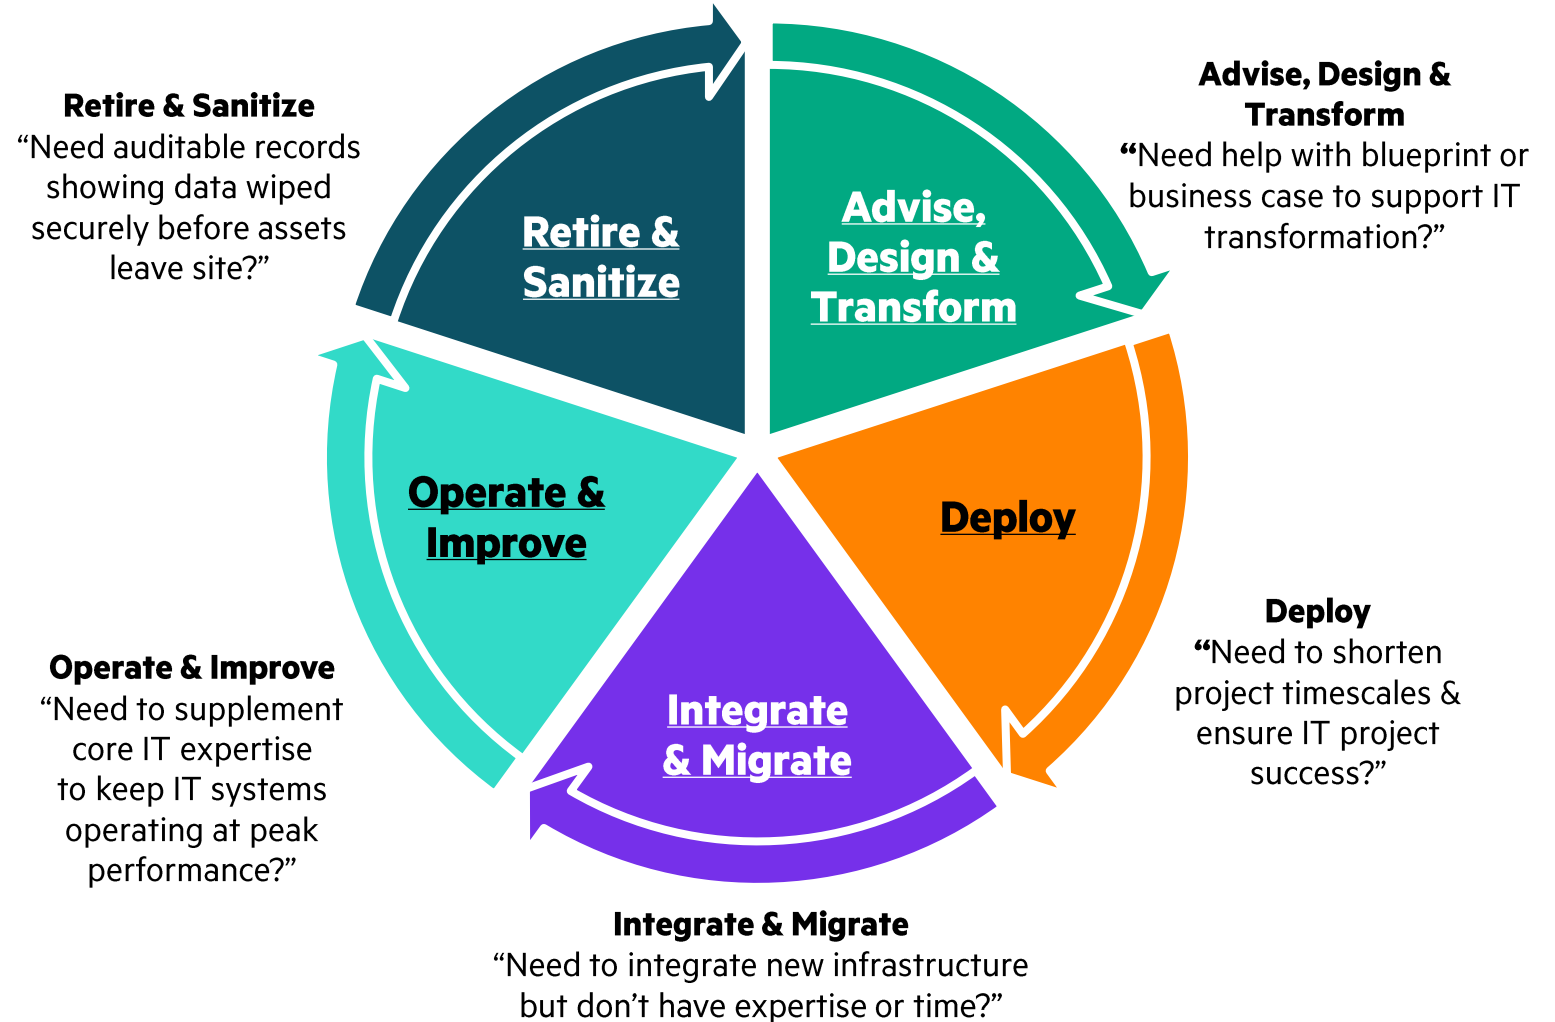 Retire & Sanitize
“Need auditable records
showing data wiped
securely before assets
leave site?”
Advise, Design &
Transform
“Need help with blueprint or
business case to support IT
transformation?”
Retire &
Sanitize
Advise,
Design &
Transform
Operate &
Improve
Deploy
Integrate
& Migrate
Deploy
“Need to shorten
project timescales &
ensure IT project
success?”
Operate & Improve
“Need to supplement
core IT expertise
to keep IT systems
operating at peak
performance?”
Integrate & Migrate
“Need to integrate new infrastructure
but don’t have expertise or time?”